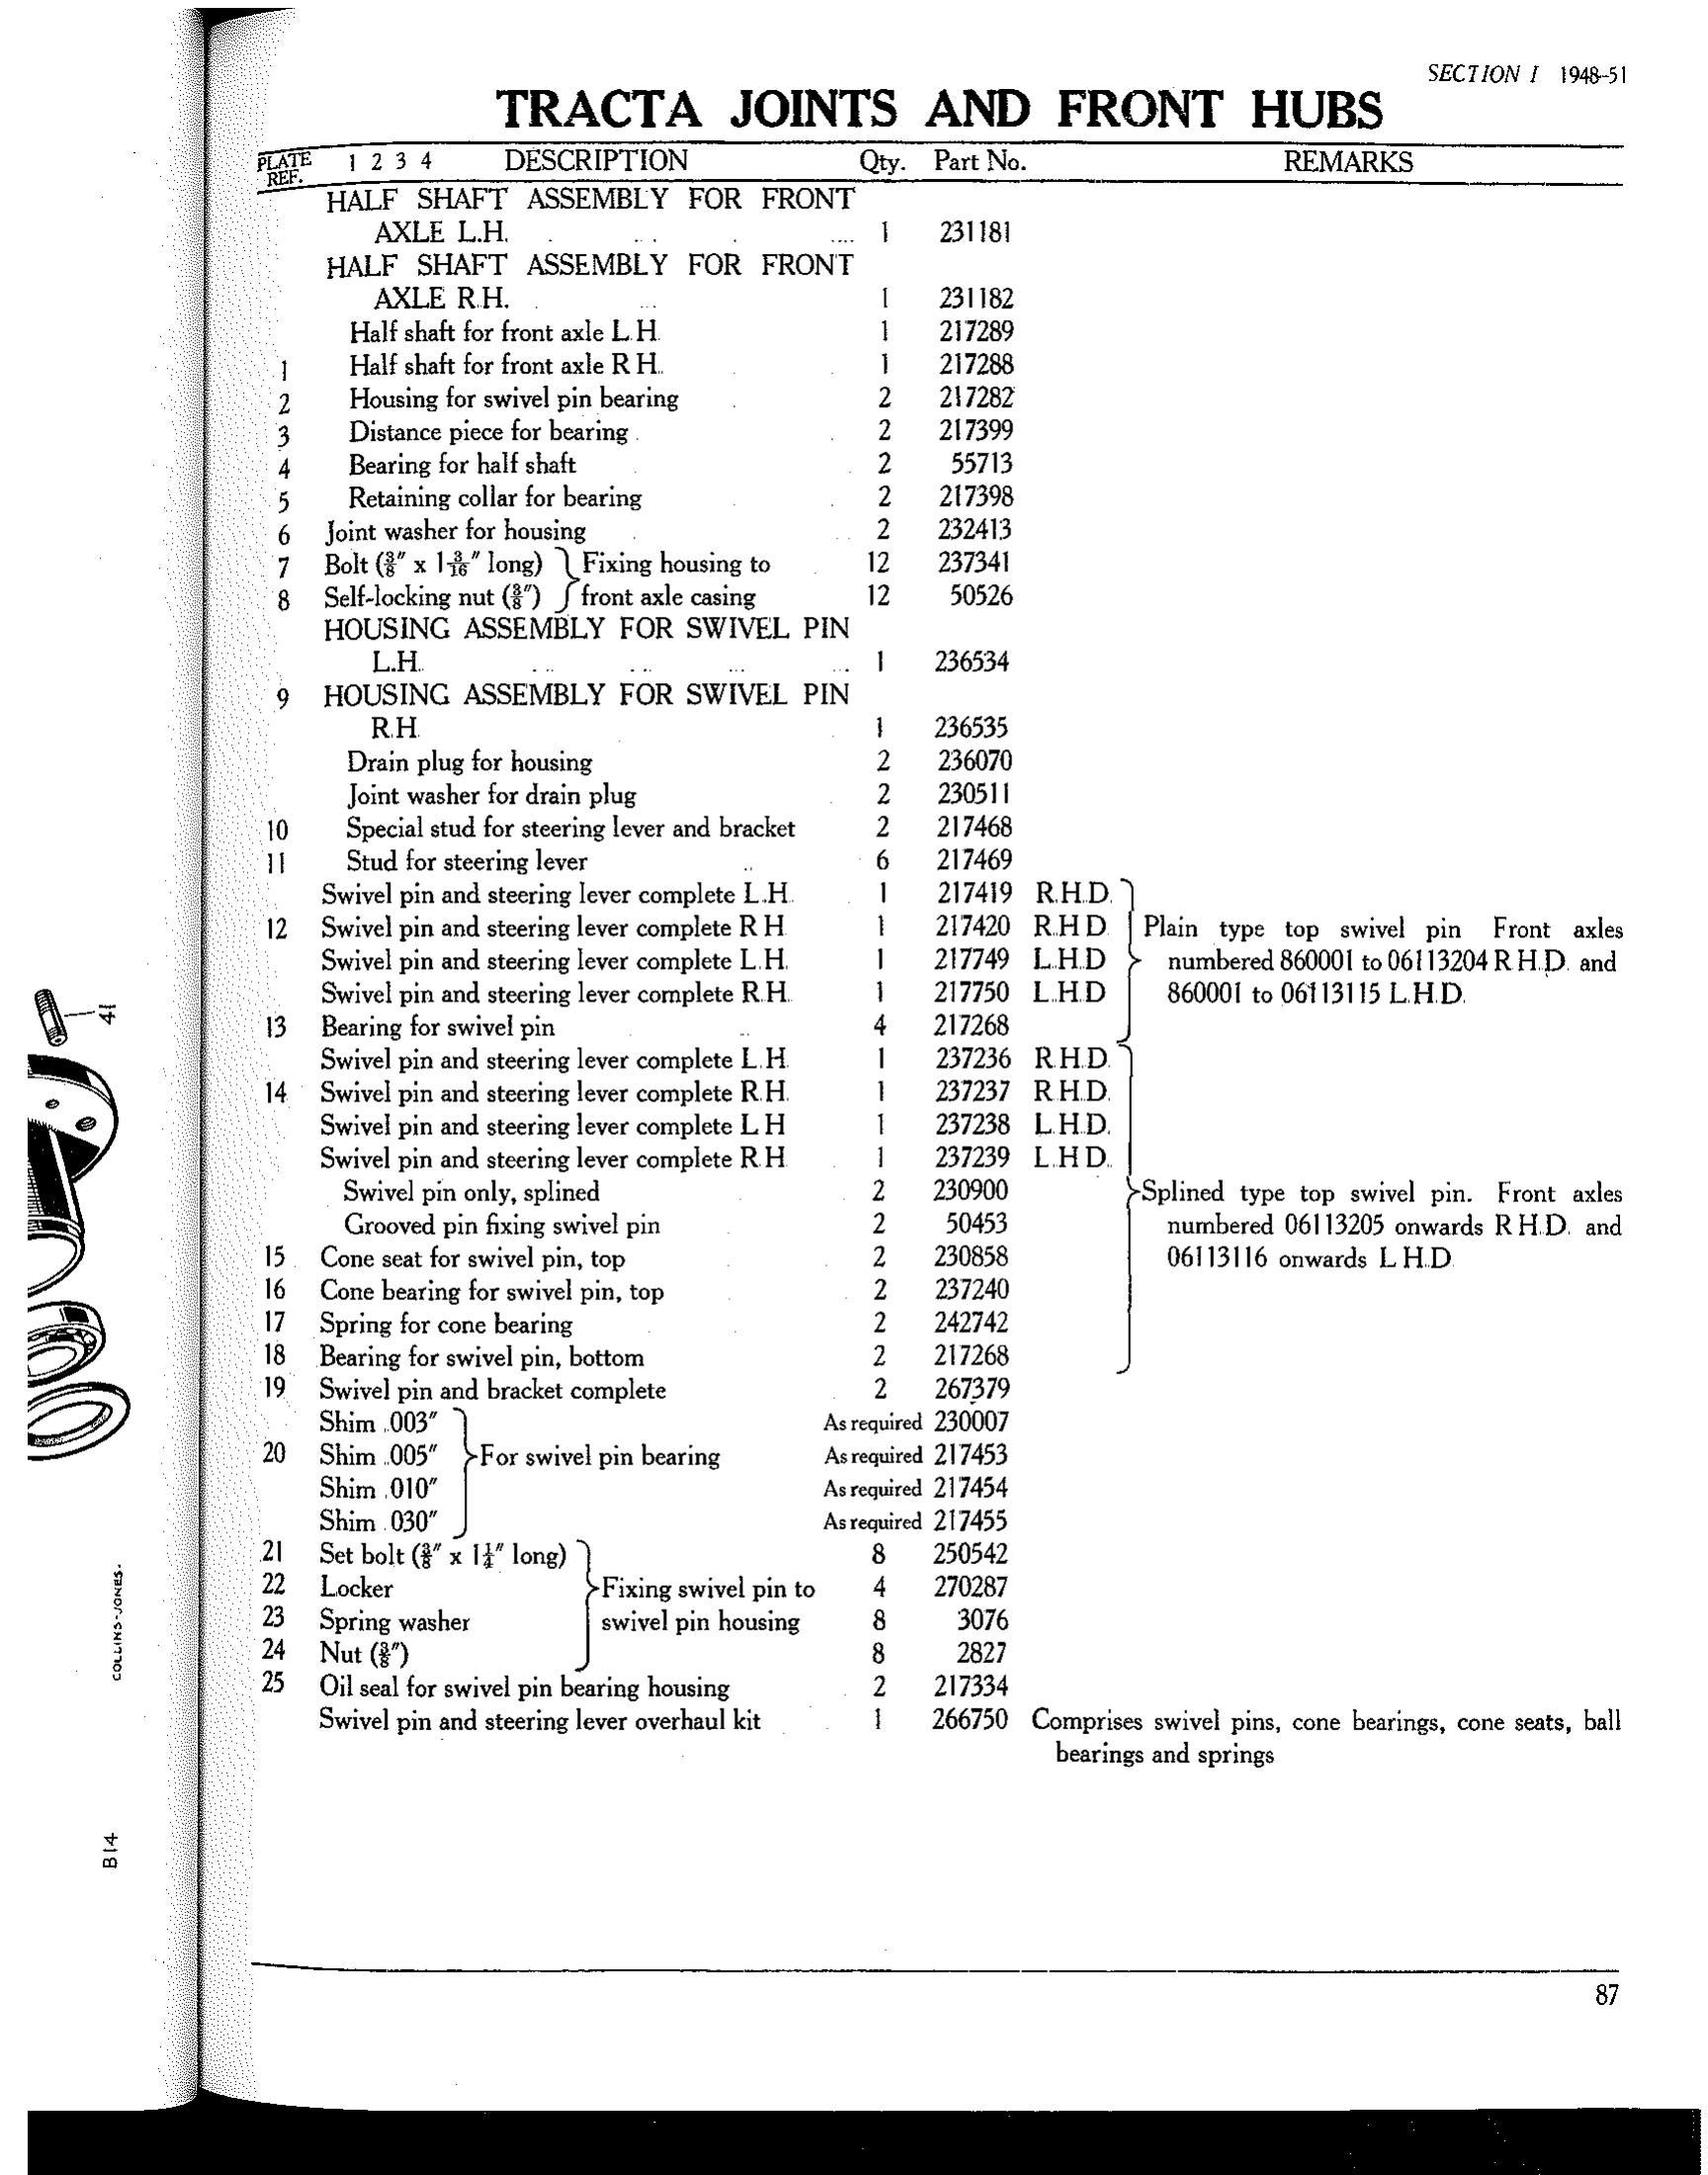 SECTION I 1948-51
TRACTA JOINTS AND FRONT HUBS
PLATE REF. 1 2 3 4 DESCRIPTION Qty. Part No. REMARKS
HALF SHAFT ASSEMBLY FOR FRONT
AXLE L.H. 1 231181
HALF SHAFT ASSEMBLY FOR FRONT
AXLE R.H. 1 231182
Half shaft for front axle L.H. 1 217289
1 Half shaft for front axle R.H. 1 217288
2 Housing for swivel pin bearing 2 217282
3 Distance piece for bearing 2 217399
4 Bearing for half shaft 2 55713
5 Retaining collar for bearing 2 217398
6 Joint washer for housing 2 232413
7 Bolt (⅜″ x 1 3/16″ long) } Fixing housing to 12 237341
8 Self-locking nut (⅜″) } front axle casing 12 50526
HOUSING ASSEMBLY FOR SWIVEL PIN
L.H. 1 236534
9 HOUSING ASSEMBLY FOR SWIVEL PIN
R.H. 1 236535
Drain plug for housing 2 236070
Joint washer for drain plug 2 230511
10 Special stud for steering lever and bracket 2 217468
11 Stud for steering lever 6 217469
Swivel pin and steering lever complete L.H. 1 217419 R.H.D.
12 Swivel pin and steering lever complete R.H. 1 217420 R.H.D. Plain type top swivel pin Front axles
Swivel pin and steering lever complete L.H. 1 217749 L.H.D. numbered 860001 to 06113204 R.H.D. and
Swivel pin and steering lever complete R.H. 1 217750 L.H.D. 860001 to 06113115 L.H.D.
13 Bearing for swivel pin 4 217268
Swivel pin and steering lever complete L.H. 1 237236 R.H.D.
14 Swivel pin and steering lever complete R.H. 1 237237 R.H.D.
Swivel pin and steering lever complete L.H. 1 237238 L.H.D.
Swivel pin and steering lever complete R.H. 1 237239 L.H.D.
Swivel pin only, splined 2 230900 Splined type top swivel pin. Front axles
Grooved pin fixing swivel pin 2 50453 numbered 06113205 onwards R.H.D. and
15 Cone seat for swivel pin, top 2 230858 06113116 onwards L.H.D.
16 Cone bearing for swivel pin, top 2 237240
17 Spring for cone bearing 2 242742
18 Bearing for swivel pin, bottom 2 217268
19 Swivel pin and bracket complete 2 267379
Shim .003″ As required 230007
20 Shim .005″ For swivel pin bearing As required 217453
Shim .010″ As required 217454
Shim .030″ As required 217455
21 Set bolt (⅜″ x 1¼″ long) 8 250542
22 Locker Fixing swivel pin to 4 270287
23 Spring washer swivel pin housing 8 3076
24 Nut (⅜″) 8 2827
25 Oil seal for swivel pin bearing housing 2 217334
Swivel pin and steering lever overhaul kit 1 266750 Comprises swivel pins, cone bearings, cone seats, ball
bearings and springs
87
41
COLLINS-JONES.
B14